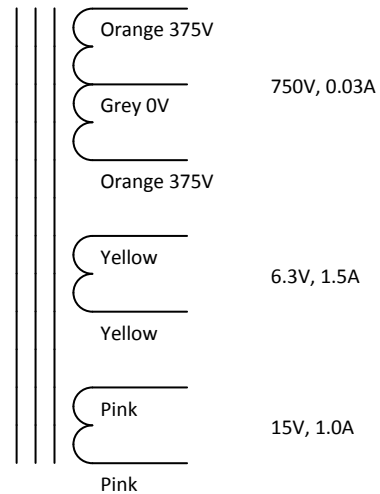 Orange 375V
750V, 0.03A
Grey 0V
Orange 375V
Yellow
6.3V, 1.5A
Yellow
Pink
15V, 1.0A
Pink